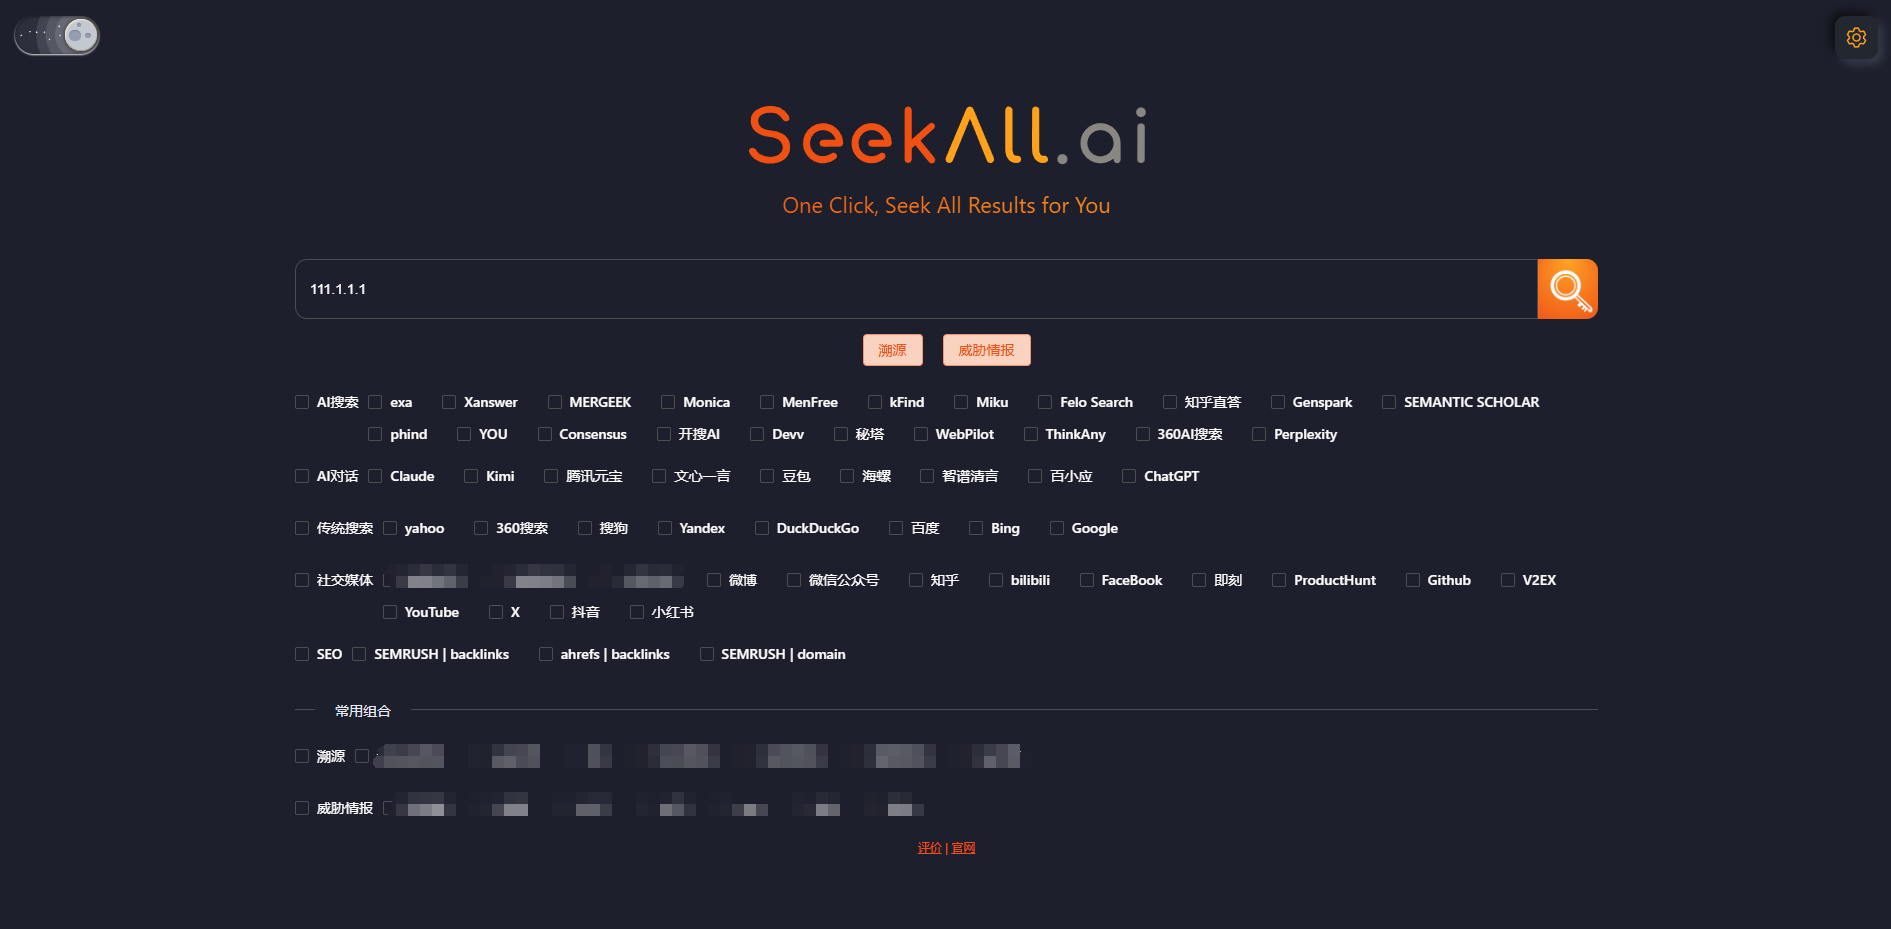 SeekAll.ai
One Click, Seek All Results for You
111.1.1.1
溯源 威胁情报
AI搜索 exa Xanswer MERGEEK Monica MenFree kFind Miku Felo Search 知乎直答 Genspark SEMANTIC SCHOLAR
phind YOU Consensus 开搜AI Devv 秘塔 WebPilot ThinkAny 360AI搜索 Perplexity
AI对话 Claude Kimi 腾讯元宝 文心一言 豆包 海螺 智谱清言 百小应 ChatGPT
传统搜索 yahoo 360搜索 搜狗 Yandex DuckDuckGo 百度 Bing Google
社交媒体 微博 微信公众号 知乎 bilibili FaceBook 即刻 ProductHunt Github V2EX
YouTube X 抖音 小红书
SEO SEMRUSH | backlinks ahrefs | backlinks SEMRUSH | domain
常用组合
溯源
威胁情报
评价 | 官网